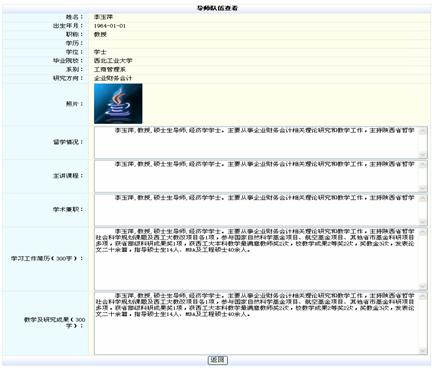 导师队伍查看
姓名： 李玉萍
出生年月： 1964-01-01
职称： 教授
学历：
学位： 学士
毕业院校： 西北工业大学
系别： 工商管理系
研究方向： 企业财务会计
照片：
留学情况： 李玉萍,教授,硕士生导师,经济学学士。主要从事企业财务会计相关理论研究和教学工作，主持陕西省哲学
主讲课程： 李玉萍,教授,硕士生导师,经济学学士。主要从事企业财务会计相关理论研究和教学工作，主持陕西省哲学
学术兼职： 李玉萍,教授,硕士生导师,经济学学士。主要从事企业财务会计相关理论研究和教学工作，主持陕西省哲学
学习工作简历（300字）： 李玉萍,教授,硕士生导师,经济学学士。主要从事企业财务会计相关理论研究和教学工作，主持陕西省哲学
社会科学规划课题及西工大教改项目各1项，参与国家自然科学基金项目、航空基金项目、其他省市基金科研项目
多项，获省部级科研成果奖1项，获西工大本科教学最满意教师奖2次，校教学成果2等奖2次，奖教金3次，发表论
文二十余篇，指导硕士生14人、MBA及工程硕士40余人。
教学及研究成果（300
字）： 李玉萍,教授,硕士生导师,经济学学士。主要从事企业财务会计相关理论研究和教学工作，主持陕西省哲学
社会科学规划课题及西工大教改项目各1项，参与国家自然科学基金项目、航空基金项目、其他省市基金科研项目
多项，获省部级科研成果奖1项，获西工大本科教学最满意教师奖2次，校教学成果2等奖2次，奖教金3次，发表论
文二十余篇，指导硕士生14人、MBA及工程硕士40余人。
返回